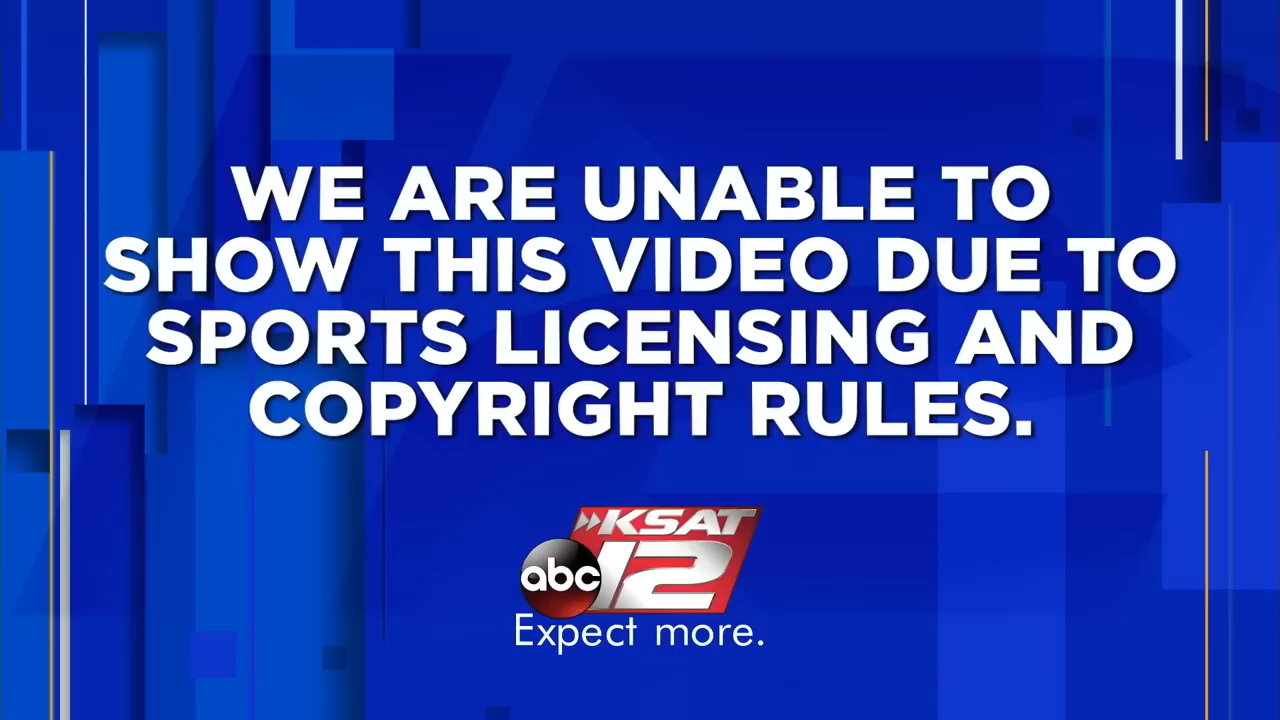 WE ARE UNABLE TO
SHOW THIS VIDEO DUE TO
SPORTS LICENSING AND
COPYRIGHT RULES.
KSAT
abc 12
Expect more.